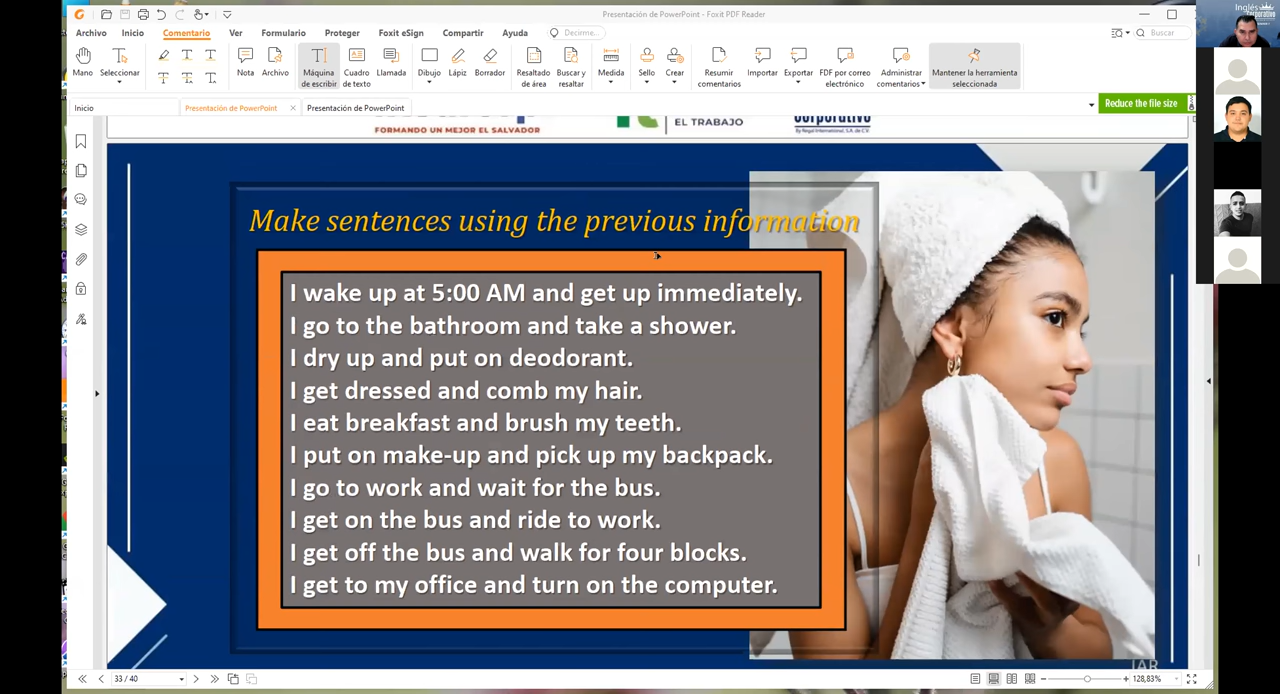 Presentación de PowerPoint - Foxit PDF Reader
Inglés
Corporativo
Archivo Inicio Comentario Ver Formulario Proteger Foxit eSign Compartir Ayuda Decirme... Buscar
Mano Seleccionar Nota Archivo Máquina de escribir Cuadro de texto Llamada Dibujo Lápiz Borrador Resaltado de área Buscar y resaltar Medida Sello Crear Resumir comentarios Importar Exportar PDF por correo electrónico Administrar comentarios Mantener la herramienta seleccionada
Inicio Presentación de PowerPoint Presentación de PowerPoint Reduce the file size
FORMANDO UN MEJOR EL SALVADOR
EL TRABAJO
Corporativo
Make sentences using the previous information
I wake up at 5:00 AM and get up immediately.
I go to the bathroom and take a shower.
I dry up and put on deodorant.
I get dressed and comb my hair.
I eat breakfast and brush my teeth.
I put on make-up and pick up my backpack.
I go to work and wait for the bus.
I get on the bus and ride to work.
I get off the bus and walk for four blocks.
I get to my office and turn on the computer.
33 / 40 128,83%